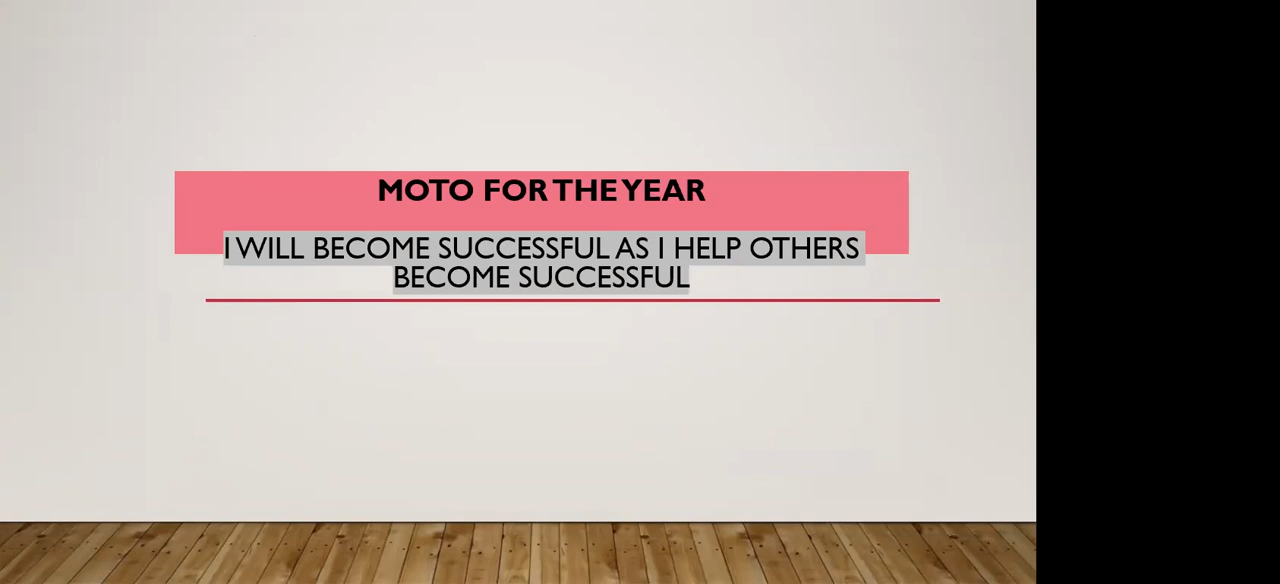 MOTO FOR THE YEAR
I WILL BECOME SUCCESSFUL AS I HELP OTHERS
BECOME SUCCESSFUL